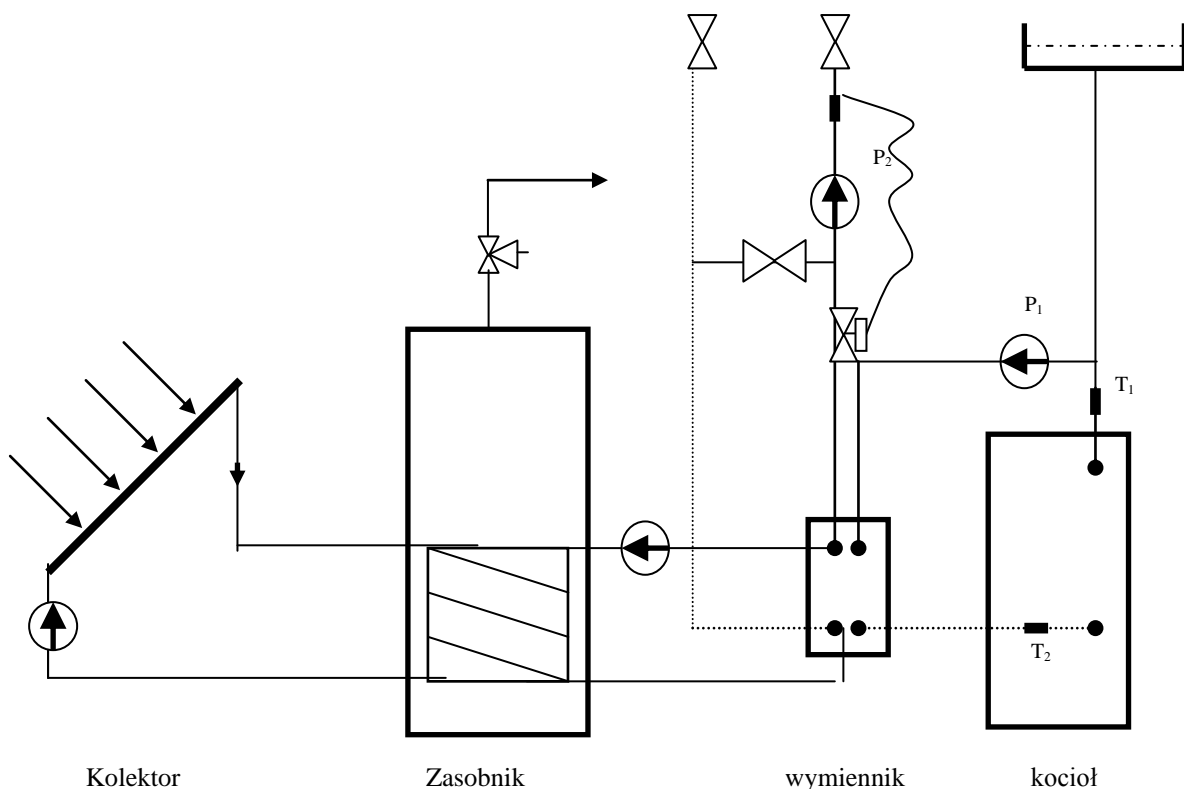 P₂
P₁
T₁
T₂
Kolektor Zasobnik wymiennik kocioł